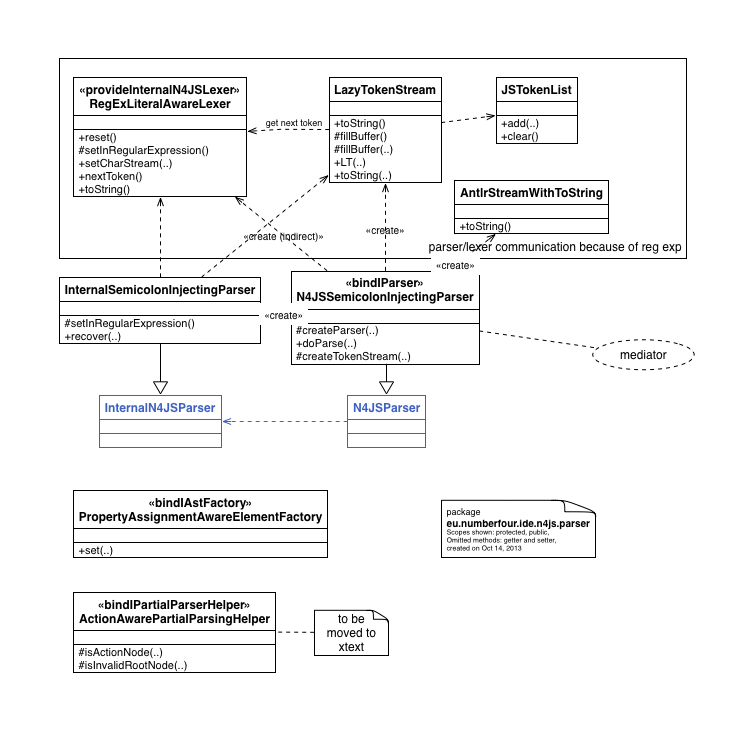 «provideInternalN4JSLexer»
RegExLiteralAwareLexer
+reset()
#setInRegularExpression()
+setCharStream(..)
+nextToken()
+toString()
get next token
LazyTokenStream
+toString()
#fillBuffer()
#fillBuffer(..)
+LT(..)
+toString(..)
JSTokenList
+add(..)
+clear()
AntlrStreamWithToString
+toString()
«create (indirect)»
«create»
parser/lexer communication because of reg exp
«create»
InternalSemicolonInjectingParser
#setInRegularExpression()
+recover(..)
«create»
«bindIParser»
N4JSSemicolonInjectingParser
#createParser(..)
+doParse(..)
#createTokenStream(..)
mediator
InternalN4JSParser
N4JSParser
«bindIAstFactory»
PropertyAssignmentAwareElementFactory
+set(..)
package
eu.numberfour.ide.n4js.parser
Scopes shown: protected, public,
Omitted methods: getter and setter,
created on Oct 14, 2013
«bindIPartialParserHelper»
ActionAwarePartialParsingHelper
#isActionNode(..)
#isInvalidRootNode(..)
to be
moved to
xtext